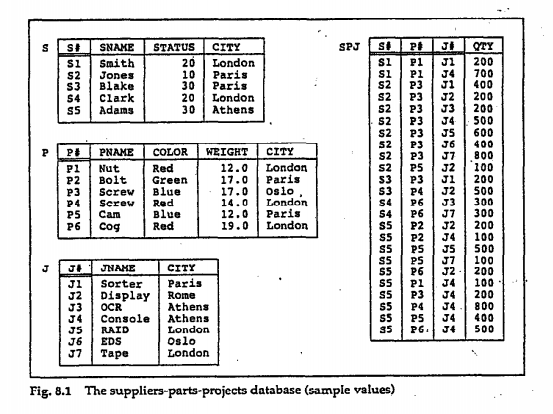 S
S# SNAME STATUS CITY
S1 Smith 20 London
S2 Jones 10 Paris
S3 Blake 30 Paris
S4 Clark 20 London
S5 Adams 30 Athens
P
P# PNAME COLOR WEIGHT CITY
P1 Nut Red 12.0 London
P2 Bolt Green 17.0 Paris
P3 Screw Blue 17.0 Oslo
P4 Screw Red 14.0 London
P5 Cam Blue 12.0 Paris
P6 Cog Red 19.0 London
J
J# JNAME CITY
J1 Sorter Paris
J2 Display Rome
J3 OCR Athens
J4 Console Athens
J5 RAID London
J6 EDS Oslo
J7 Tape London
SPJ
S# P# J# QTY
S1 P1 J1 200
S1 P1 J4 700
S2 P3 J1 400
S2 P3 J2 200
S2 P3 J3 200
S2 P3 J4 500
S2 P3 J5 600
S2 P3 J6 400
S2 P3 J7 800
S2 P5 J2 100
S3 P3 J1 200
S3 P4 J2 500
S4 P6 J3 300
S4 P6 J7 300
S5 P2 J2 200
S5 P2 J4 100
S5 P5 J5 500
S5 P5 J7 100
S5 P6 J2 200
S5 P1 J4 100
S5 P3 J4 200
S5 P4 J4 800
S5 P5 J4 400
S5 P6 J4 500
Fig. 8.1 The suppliers-parts-projects database (sample values)